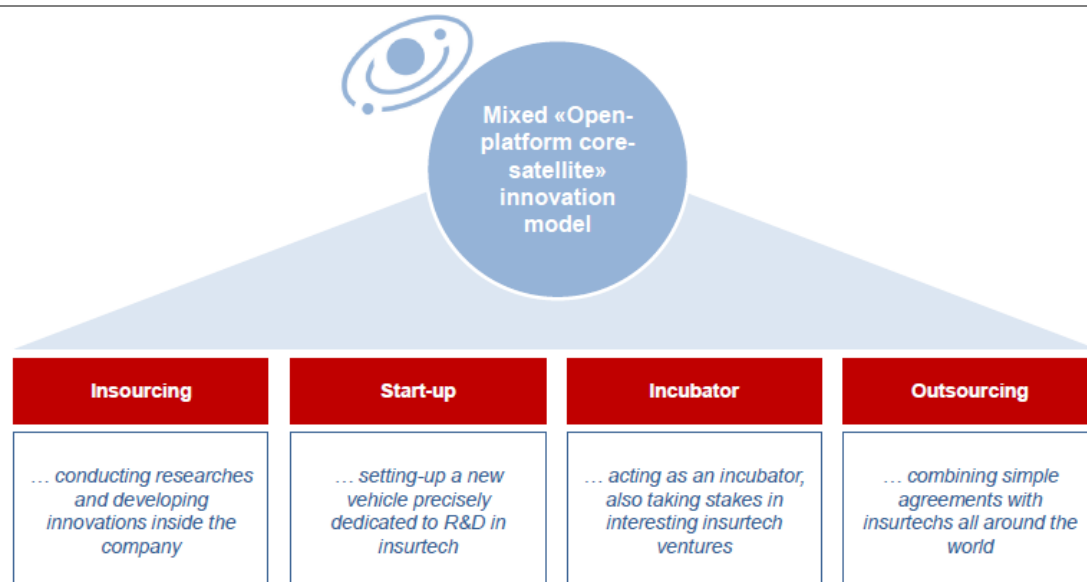 Mixed «Open-
platform core-
satellite»
innovation
model
Insourcing
Start-up
Incubator
Outsourcing
… conducting researches
and developing
innovations inside the
company
… setting-up a new
vehicle precisely
dedicated to R&D in
insurtech
… acting as an incubator,
also taking stakes in
interesting insurtech
ventures
… combining simple
agreements with
insurtechs all around the
world